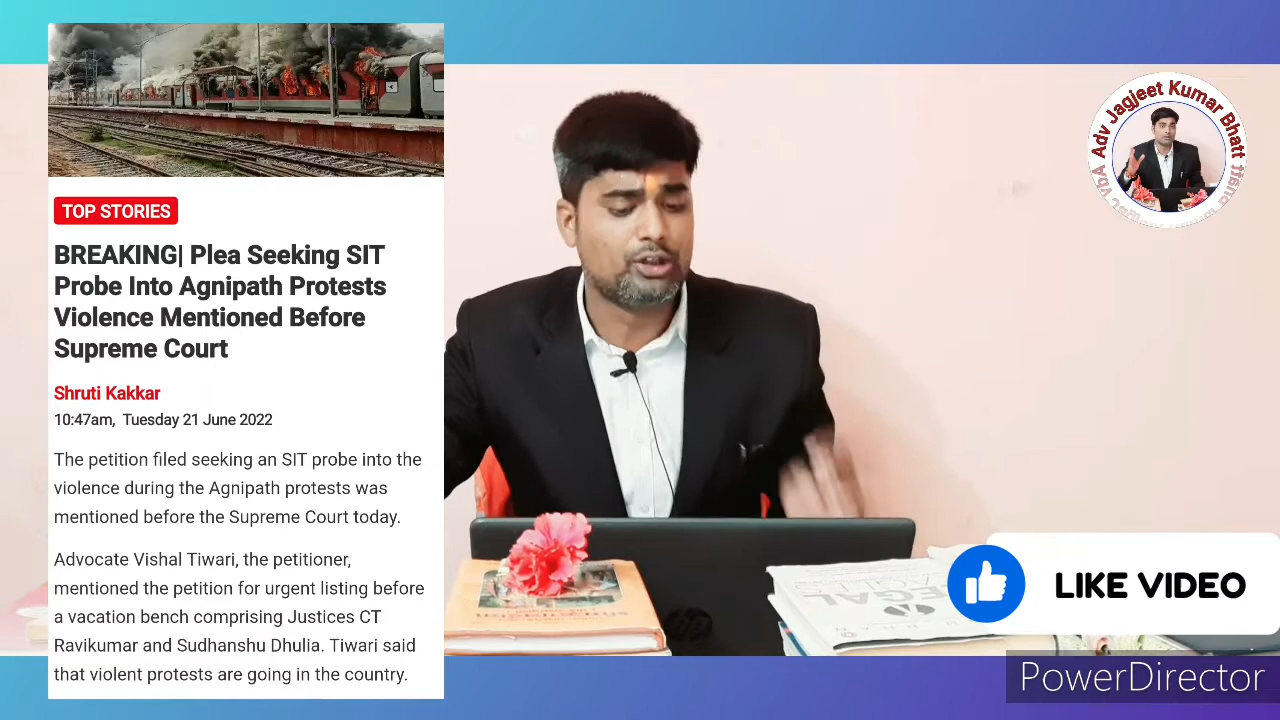 TOP STORIES
BREAKING| Plea Seeking SIT
Probe Into Agnipath Protests
Violence Mentioned Before
Supreme Court
Shruti Kakkar
10:47am, Tuesday 21 June 2022
The petition filed seeking an SIT probe into the
violence during the Agnipath protests was
mentioned before the Supreme Court today.
Advocate Vishal Tiwari, the petitioner,
mentioned the petition for urgent listing before
a vacation bench comprising Justices CT
Ravikumar and Sudhanshu Dhulia. Tiwari said
that violent protests are going in the country.
Adv Jagjeet Kumar Bhatt
LEGAL
hp
LIKE VIDEO
PowerDirector